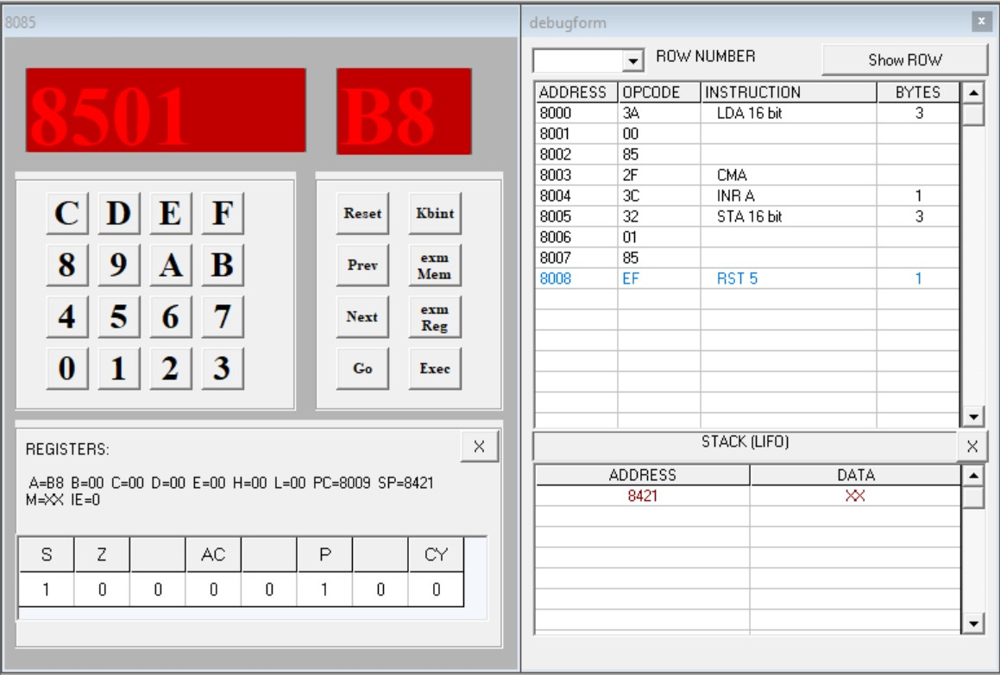 8085
8501 B8
C D E F
8 9 A B
4 5 6 7
0 1 2 3
Reset Kbint
Prev exm Mem
Next exm Reg
Go Exec
REGISTERS: X
A=B8 B=00 C=00 D=00 E=00 H=00 L=00 PC=8009 SP=8421
M=XX IE=0
S Z AC P CY
1 0 0 0 0 1 0 0
debugform x
ROW NUMBER Show ROW
ADDRESS OPCODE INSTRUCTION BYTES
8000 3A LDA 16 bit 3
8001 00
8002 85
8003 2F CMA
8004 3C INR A 1
8005 32 STA 16 bit 3
8006 01
8007 85
8008 EF RST 5 1
STACK (LIFO) X
ADDRESS DATA
8421 XX